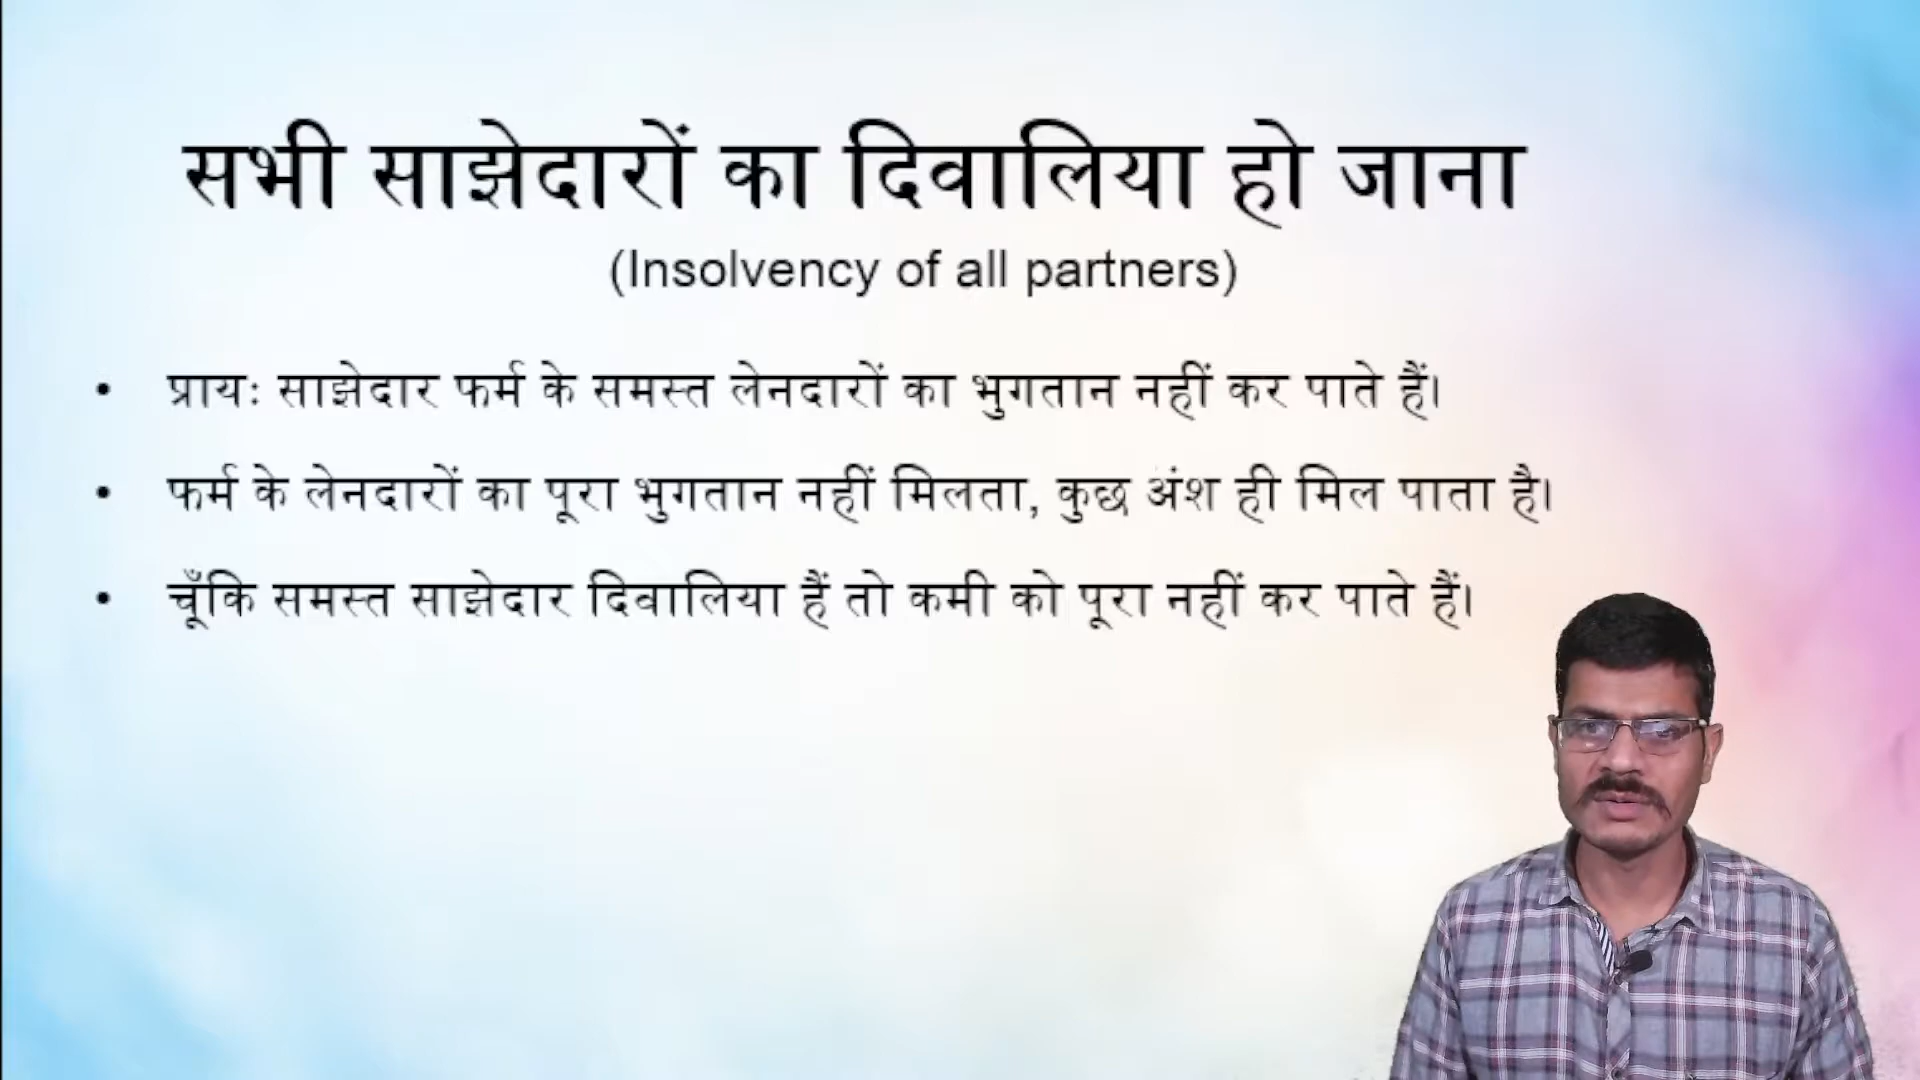 सभी साझेदारों का दिवालिया हो जाना
(Insolvency of all partners)
• प्रायः साझेदार फर्म के समस्त लेनदारों का भुगतान नहीं कर पाते हैं।
• फर्म के लेनदारों का पूरा भुगतान नहीं मिलता, कुछ अंश ही मिल पाता है।
• चूँकि समस्त साझेदार दिवालिया हैं तो कमी को पूरा नहीं कर पाते हैं।